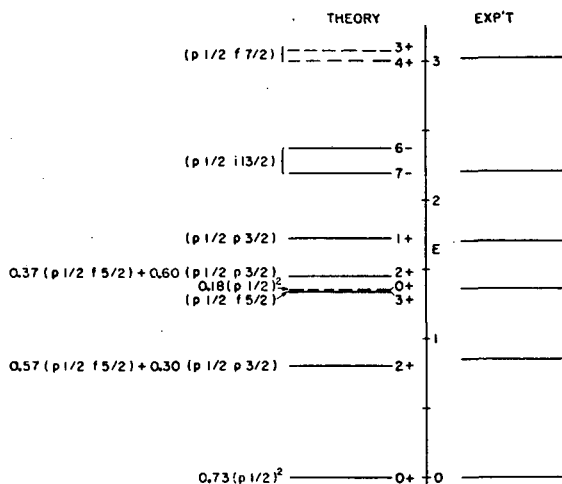 THEORY EXP'T
(p 1/2 f 7/2) 3+
4+
3
6-
(p 1/2 i 13/2)
7-
2
(p 1/2 p 3/2) 1+
E
0.37 (p 1/2 f 5/2) + 0.60 (p 1/2 p 3/2) 2+
0.18 (p 1/2)² 0+
(p 1/2 f 5/2) 3+
1
0.57 (p 1/2 f 5/2) + 0.30 (p 1/2 p 3/2) 2+
0.73 (p 1/2)² 0+ 0